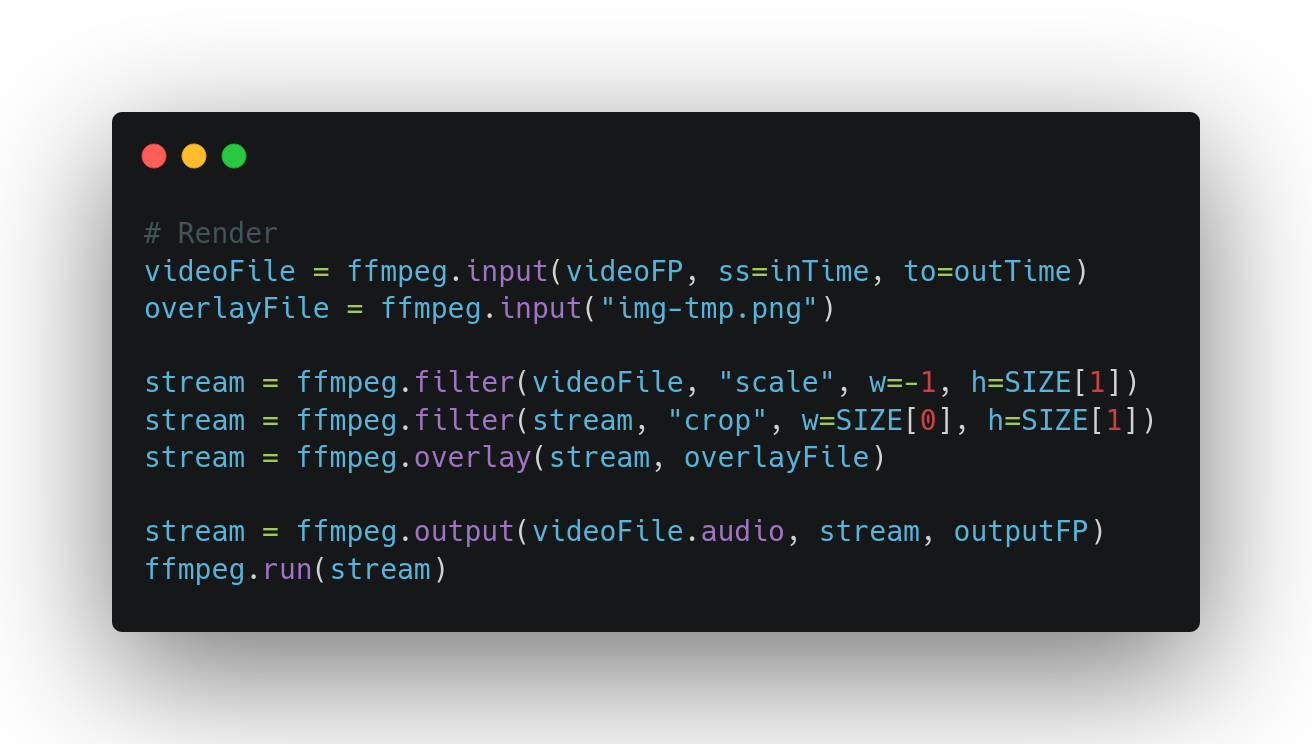 # Render
videoFile = ffmpeg.input(videoFP, ss=inTime, to=outTime)
overlayFile = ffmpeg.input("img-tmp.png")
stream = ffmpeg.filter(videoFile, "scale", w=-1, h=SIZE[1])
stream = ffmpeg.filter(stream, "crop", w=SIZE[0], h=SIZE[1])
stream = ffmpeg.overlay(stream, overlayFile)
stream = ffmpeg.output(videoFile.audio, stream, outputFP)
ffmpeg.run(stream)